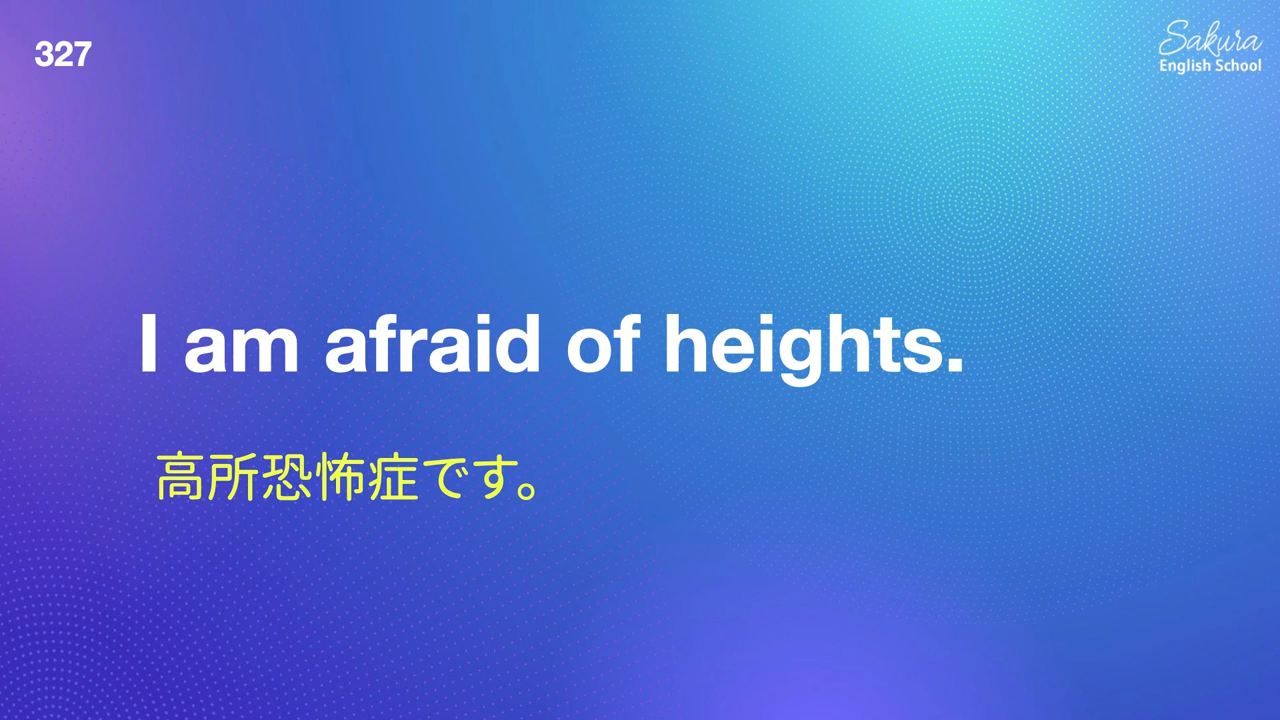 327
Sakura
English School
I am afraid of heights.
高所恐怖症です。